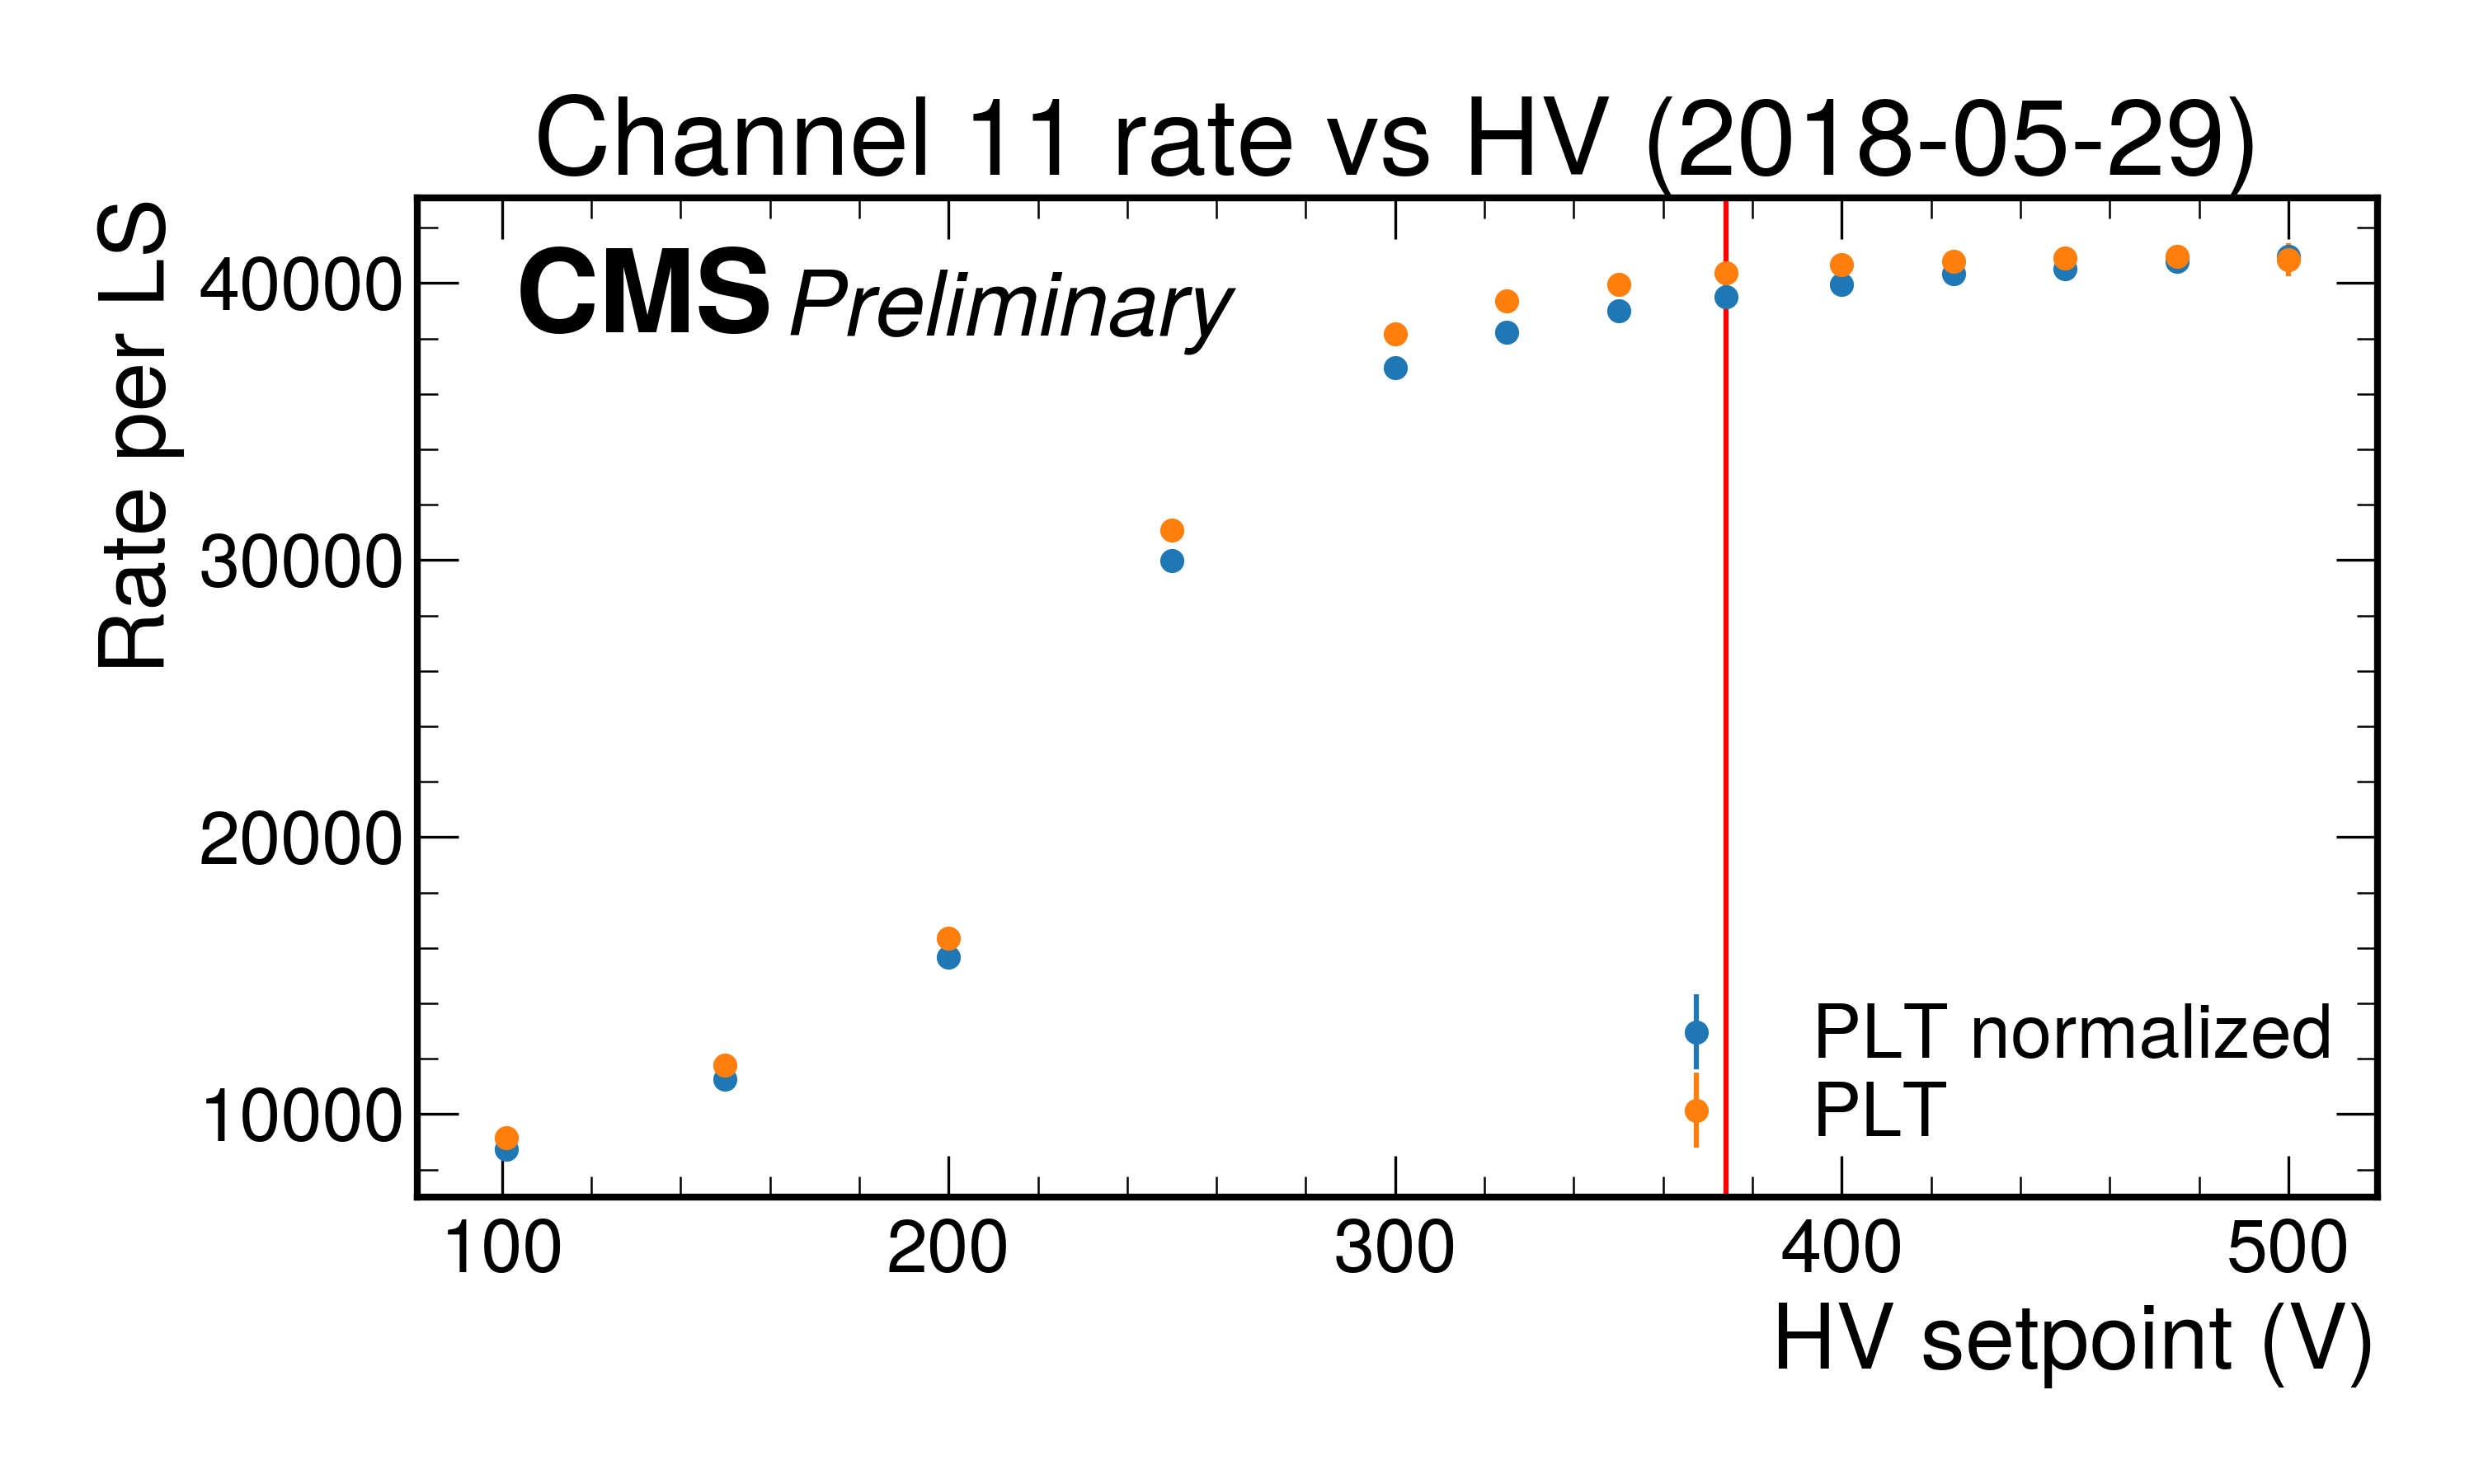 Channel 11 rate vs HV (2018-05-29)
CMS Preliminary
Rate per LS
40000
30000
20000
10000
PLT normalized
PLT
100 200 300 400 500
HV setpoint (V)